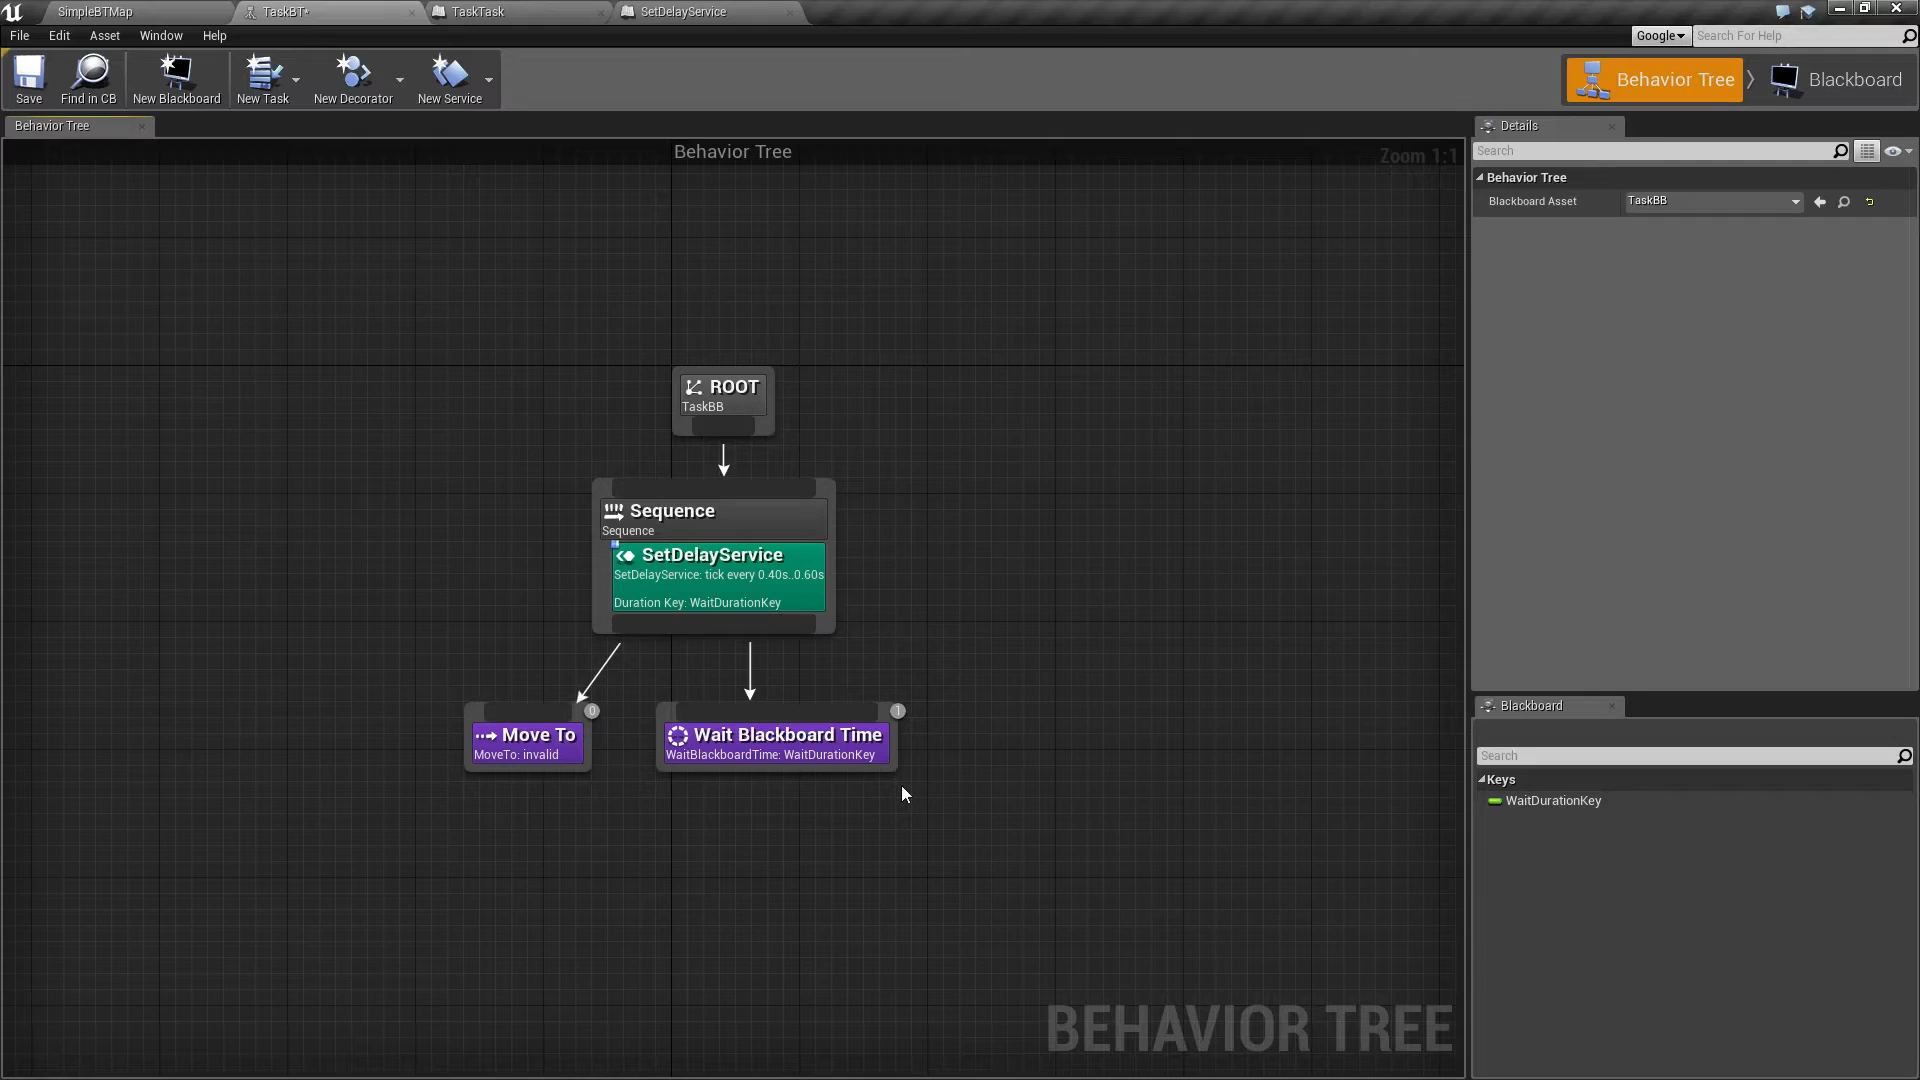 SimpleBTMap
TaskBT*
TaskTask
SetDelayService
File Edit Asset Window Help
Google
Search For Help
Save
Find in CB
New Blackboard
New Task
New Decorator
New Service
Behavior Tree
Blackboard
Behavior Tree
Behavior Tree
Zoom 1:1
ROOT
TaskBB
Sequence
Sequence
SetDelayService
SetDelayService: tick every 0.40s..0.60s
Duration Key: WaitDurationKey
0
Move To
MoveTo: invalid
1
Wait Blackboard Time
WaitBlackboardTime: WaitDurationKey
BEHAVIOR TREE
Details
Search
Behavior Tree
Blackboard Asset
TaskBB
Blackboard
Search
Keys
WaitDurationKey